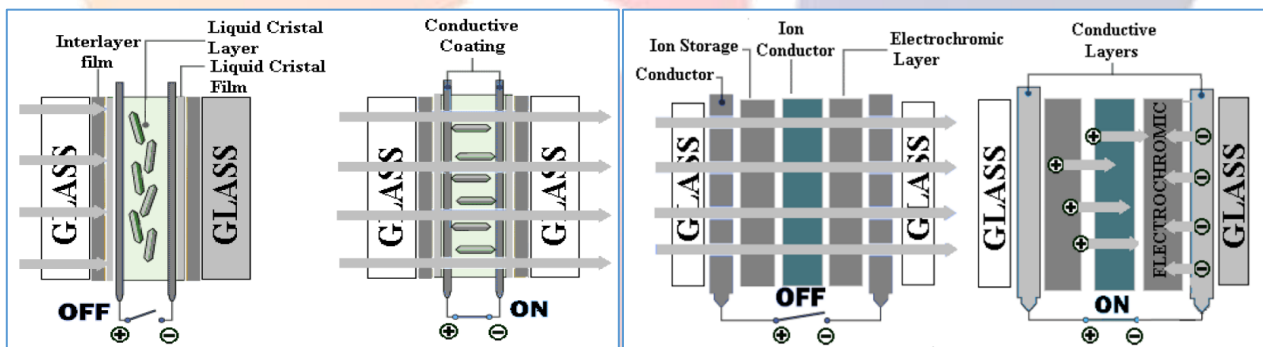 Interlayer
film
Liquid Cristal
Layer
Liquid Cristal
Film
GLASS
GLASS
OFF
+ −
Conductive
Coating
GLASS
GLASS
ON
+ −
Ion Storage
Conductor
Ion
Conductor
Electrochromic
Layer
GLASS
GLASS
OFF
+ −
Conductive
Layers
GLASS
+ −
+ −
+ −
+ −
ELECTROCHROMIC
GLASS
ON
+ −